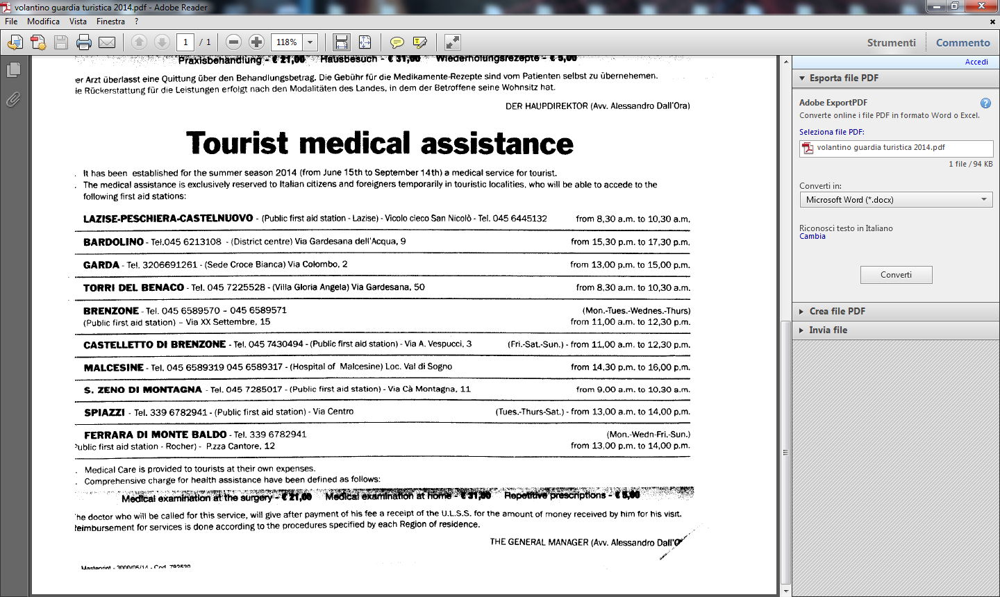 volantino guardia turistica 2014.pdf - Adobe Reader
File Modifica Vista Finestra ?
1 / 1 118% Strumenti Commento
Accedi
Esporta file PDF
Adobe ExportPDF
Converte online i file PDF in formato Word o Excel.
Seleziona file PDF:
volantino guardia turistica 2014.pdf
1 file / 94 KB
Converti in:
Microsoft Word (*.docx)
Riconosci testo in Italiano
Cambia
Converti
Crea file PDF
Invia file
Praxisbehandlung - € 21,00 Hausbesuch - € 31,00 Wiederholungsrezepte - € 5,00
er Arzt überlasst eine Quittung über den Behandlungsbetrag. Die Gebühr für die Medikamente-Rezepte sind vom Patienten selbst zu übernehemen.
ie Rückerstattung für die Leistungen erfolgt nach den Modalitäten des Landes, in dem der Betroffene seine Wohnsitz hat.
DER HAUPDIREKTOR (Avv. Alessandro Dall'Ora)
Tourist medical assistance
. It has been established for the summer season 2014 (from June 15th to September 14th) a medical service for tourist.
. The medical assistance is exclusively reserved to Italian citizens and foreigners temporarily in touristic localities, who will be able to accede to the
following first aid stations:
LAZISE-PESCHIERA-CASTELNUOVO - (Public first aid station - Lazise) - Vicolo cieco San Nicolò - Tel. 045 6445132 from 8,30 a.m. to 10,30 a.m.
BARDOLINO - Tel.045 6213108 - (District centre) Via Gardesana dell'Acqua, 9 from 15,30 p.m. to 17,30 p.m.
GARDA - Tel. 3206691261 - (Sede Croce Bianca) Via Colombo, 2 from 13,00 p.m. to 15,00 p.m.
TORRI DEL BENACO - Tel. 045 7225528 - (Villa Gloria Angela) Via Gardesana, 50 from 8,30 a.m. to 10,30 a.m.
BRENZONE - Tel. 045 6589570 - 045 6589571 (Mon.-Tues.-Wednes.-Thurs)
(Public first aid station) - Via XX Settembre, 15 from 11,00 a.m. to 12,30 p.m.
CASTELLETTO DI BRENZONE - Tel. 045 7430494 - (Public first aid station) - Via A. Vespucci, 3 (Fri.-Sat.-Sun.) - from 11,00 a.m. to 12,30 p.m.
MALCESINE - Tel. 045 6589319 045 6589317 - (Hospital of Malcesine) Loc. Val di Sogno from 14,30 p.m. to 16,00 p.m.
S. ZENO DI MONTAGNA - Tel. 045 7285017 - (Public first aid station) - Via Cà Montagna, 11 from 9,00 a.m. to 10,30 a.m.
SPIAZZI - Tel. 339 6782941 - (Public first aid station) - Via Centro (Tues.-Thurs-Sat.) - from 13,00 a.m. to 14,00 p.m.
FERRARA DI MONTE BALDO - Tel. 339 6782941 (Mon.-Wedn-Fri.-Sun.)
Public first aid station - Rocher) - P.zza Cantore, 12 from 13,00 p.m. to 14,00 p.m.
. Medical Care is provided to tourists at their own expenses.
. Comprehensive charge for health assistance have been defined as follows:
Medical examination at the surgery - € 21,00 Medical examination at home - € 31,00 Repetitive prescriptions - € 5,00
he doctor who will be called for this service, will give after payment of his fee a receipt of the U.L.S.S. for the amount of money received by him for his visit.
Reimbursement for services is done according to the procedures specified by each Region of residence.
THE GENERAL MANAGER (Avv. Alessandro Dall'O
Masterprint -